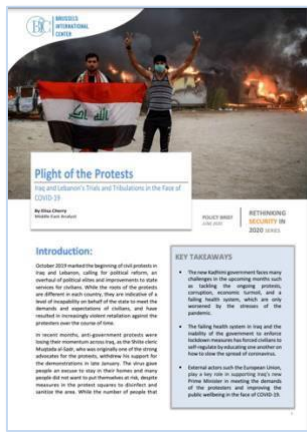 BRUSSELS
INTERNATIONAL
CENTER
Plight of the Protests
Iraq and Lebanon's Trials and Tribulations in the Face of
COVID-19
By Elisa Cherry
Middle East Analyst
POLICY BRIEF
JUNE 2020
RETHINKING
SECURITY IN
2020 SERIES
Introduction:
October 2019 marked the beginning of civil protests in
Iraq and Lebanon, calling for political reform, an
overhaul of political elites and improvements to state
services for civilians. While the roots of the protests
are different in each country, they are indicative of a
level of incapability on behalf of the state to meet the
demands and expectations of civilians, and have
resulted in increasingly violent retaliation against the
protesters over the course of time.
In recent months, anti-government protests were
losing their momentum across Iraq, as the Shiite cleric
Muqtada al-Sadr, who was originally one of the strong
advocates for the protests, withdrew his support for
the demonstrations in late January. The virus gave
people an excuse to stay in their homes and many
people did not want to put themselves at risk, despite
measures in the protest squares to disinfect and
sanitize the area. While the number of people that
KEY TAKEAWAYS
• The new Kadhimi government faces many
challenges in the upcoming months such
as tackling the ongoing protests,
corruption, economic turmoil, and a
failing health system, which are only
worsened by the stresses of the
pandemic.
• The failing health system in Iraq and the
inability of the government to enforce
lockdown measures has forced civilians to
self-regulate by educating one another on
how to slow the spread of coronavirus.
• External actors such the European Union,
play a key role in supporting Iraq's new
Prime Minister in meeting the demands
of the protesters and improving the
public wellbeing in the face of COVID-19.